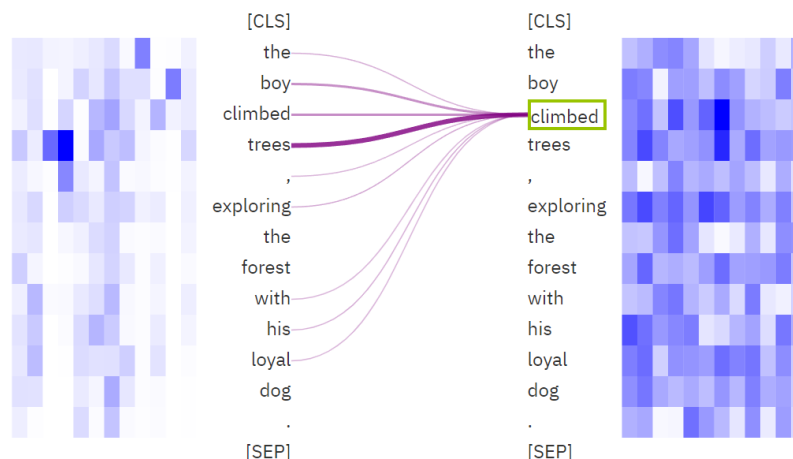 [CLS] [CLS]
the the
boy boy
climbed climbed
trees trees
, ,
exploring exploring
the the
forest forest
with with
his his
loyal loyal
dog dog
. .
[SEP] [SEP]